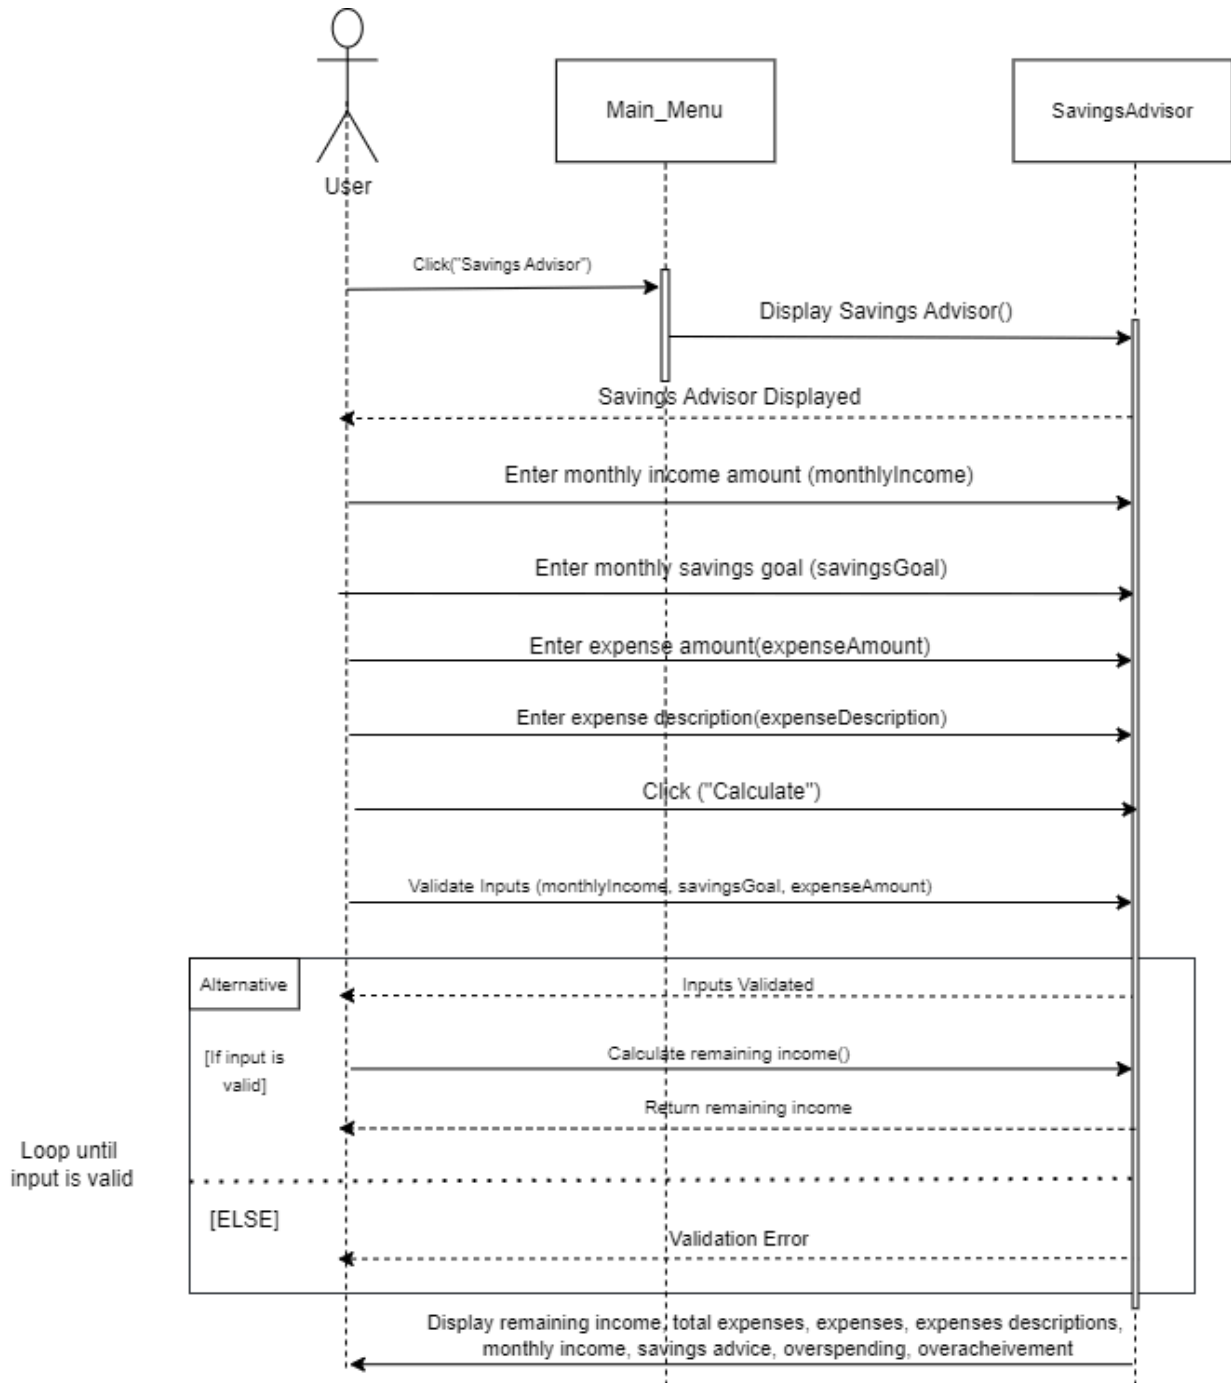 Main_Menu
SavingsAdvisor
User
Click("Savings Advisor")
Display Savings Advisor()
Savings Advisor Displayed
Enter monthly income amount (monthlyIncome)
Enter monthly savings goal (savingsGoal)
Enter expense amount(expenseAmount)
Enter expense description(expenseDescription)
Click ("Calculate")
Validate Inputs (monthlyIncome, savingsGoal, expenseAmount)
Alternative
Inputs Validated
[If input is
valid]
Calculate remaining income()
Return remaining income
Loop until
input is valid
[ELSE]
Validation Error
Display remaining income, total expenses, expenses, expenses descriptions,
monthly income, savings advice, overspending, overacheivement